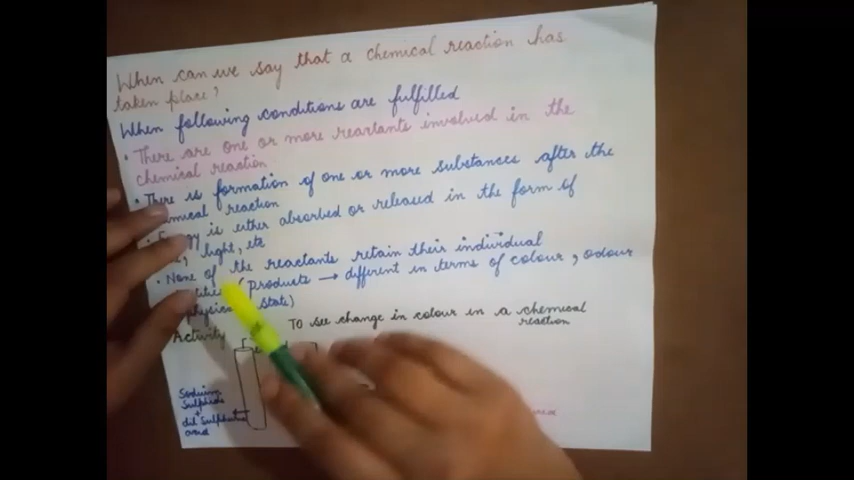 When can we say that a chemical reaction has
taken place?
When following conditions are fulfilled
• There are one or more reactants involved in the
chemical reaction
• There is formation of one or more substances after the
chemical reaction
• Energy is either absorbed or released in the form of
light, etc
• None of the reactants retain their individual
(products → different in terms of colour, odour
physical state)
Activity To see change in colour in a chemical
reaction
Sodium
Sulphide
+
dil Sulphuric
acid